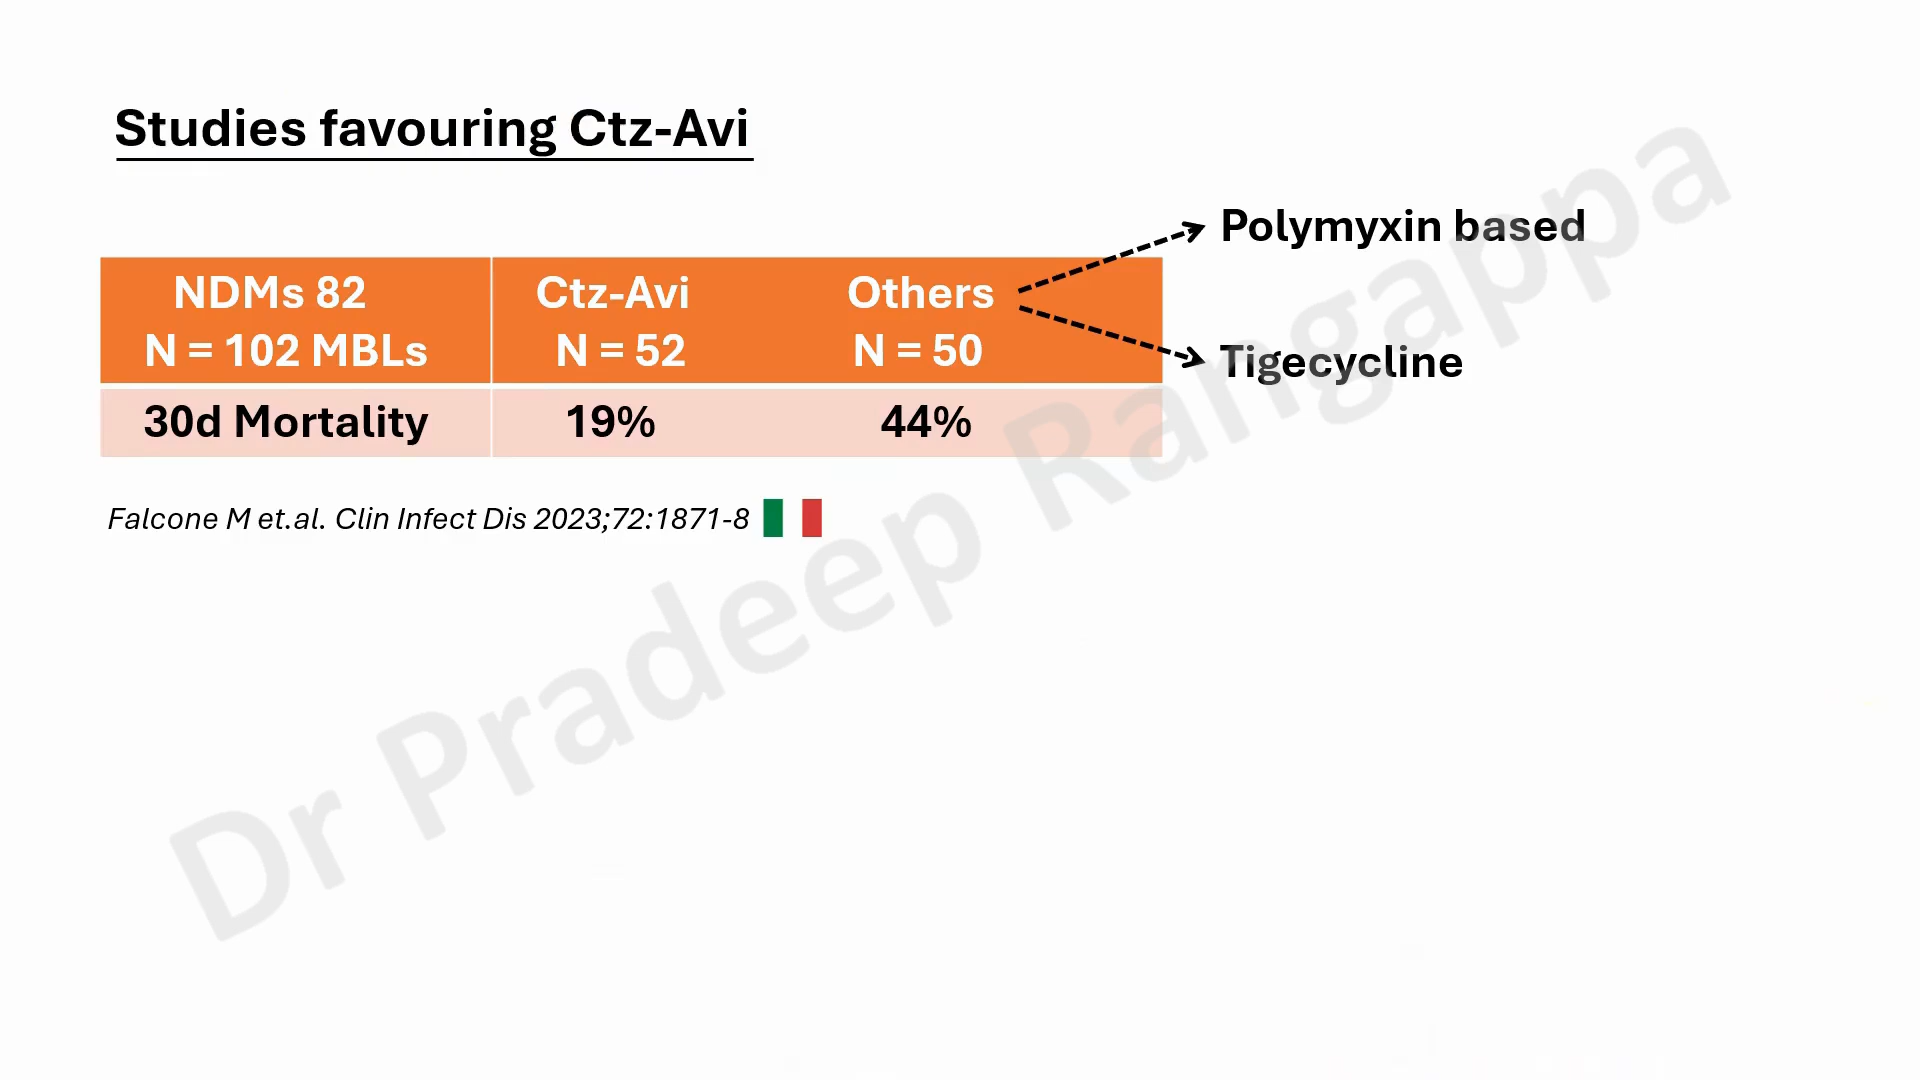 Studies favouring Ctz-Avi
Polymyxin based
NDMs 82
N = 102 MBLs
Ctz-Avi
N = 52
Others
N = 50
Tigecycline
30d Mortality
19%
44%
Falcone M et.al. Clin Infect Dis 2023;72:1871-8
Dr Pradeep Rangappa